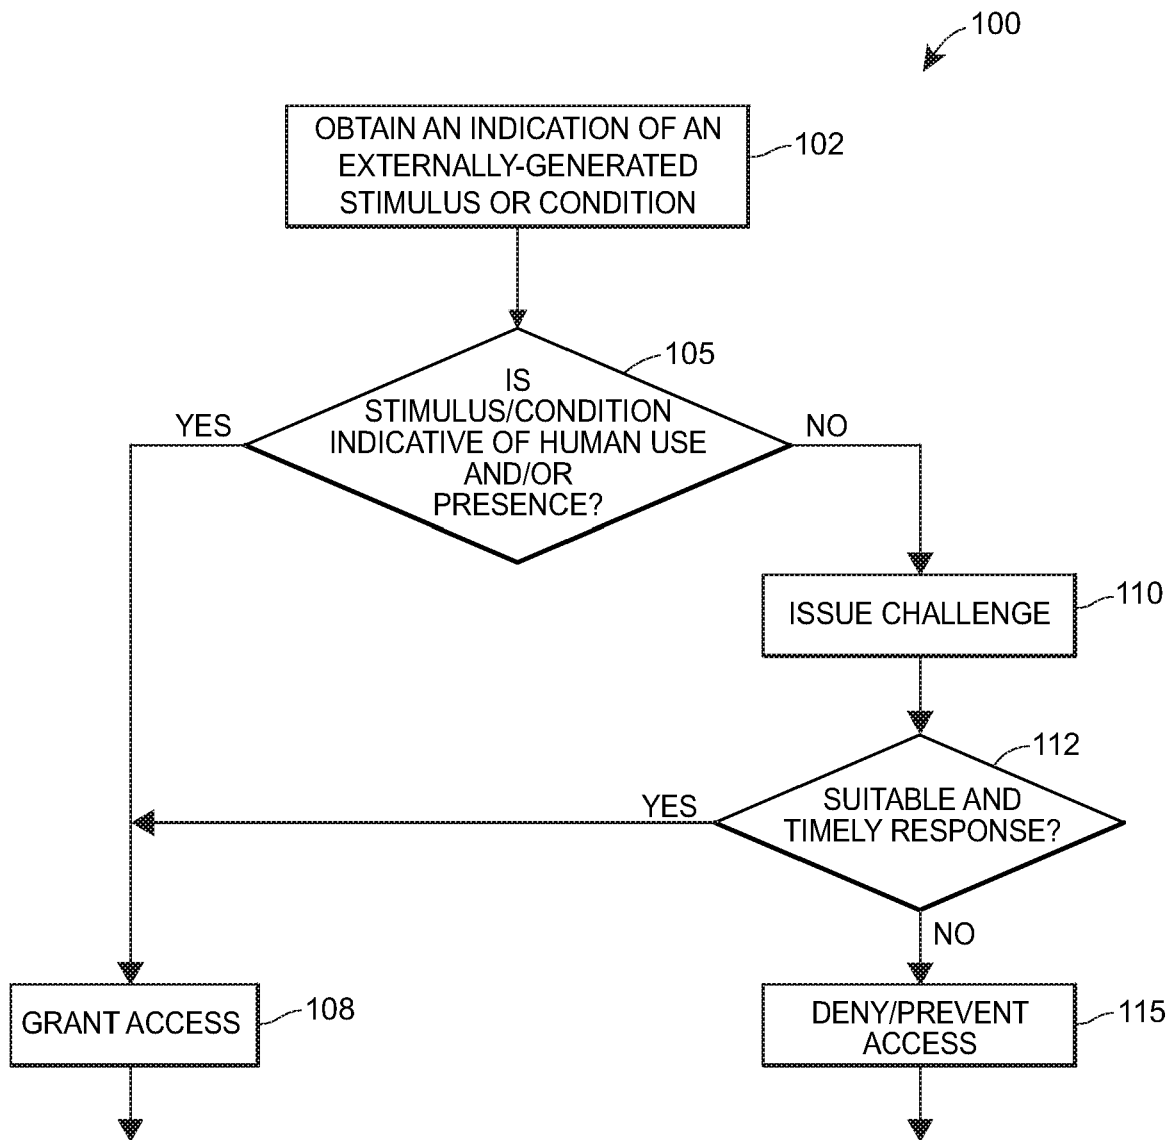 100
OBTAIN AN INDICATION OF AN
EXTERNALLY-GENERATED
STIMULUS OR CONDITION
102
105
IS
STIMULUS/CONDITION
INDICATIVE OF HUMAN USE
AND/OR
PRESENCE?
YES
NO
ISSUE CHALLENGE
110
112
SUITABLE AND
TIMELY RESPONSE?
YES
NO
GRANT ACCESS
108
DENY/PREVENT
ACCESS
115